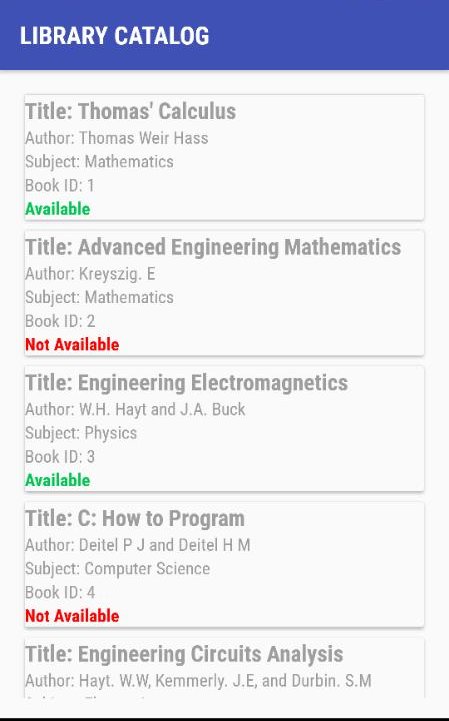 LIBRARY CATALOG
Title: Thomas' Calculus
Author: Thomas Weir Hass
Subject: Mathematics
Book ID: 1
Available
Title: Advanced Engineering Mathematics
Author: Kreyszig. E
Subject: Mathematics
Book ID: 2
Not Available
Title: Engineering Electromagnetics
Author: W.H. Hayt and J.A. Buck
Subject: Physics
Book ID: 3
Available
Title: C: How to Program
Author: Deitel P J and Deitel H M
Subject: Computer Science
Book ID: 4
Not Available
Title: Engineering Circuits Analysis
Author: Hayt. W.W, Kemmerly. J.E, and Durbin. S.M